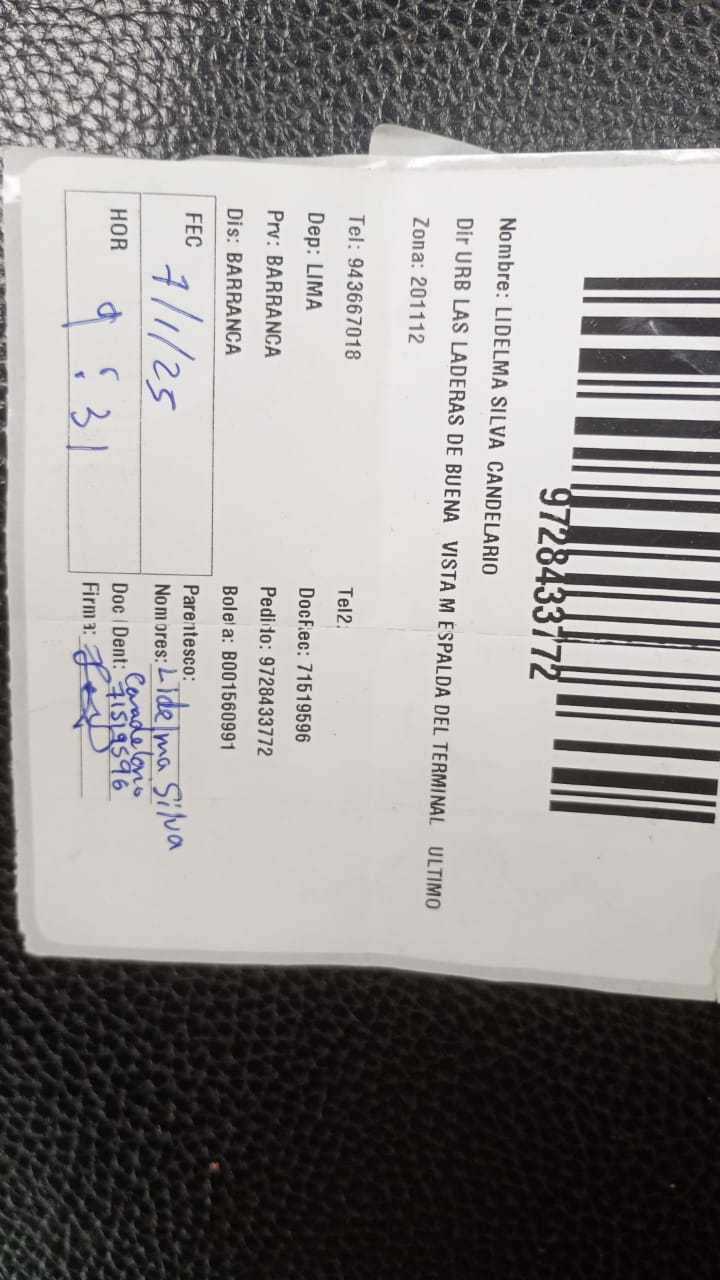 9728433772
Nombre: LIDELMA SILVA CANDELARIO
Dir URB LAS LADERAS DE BUENA VISTA M ESPALDA DEL TERMINAL ULTIMO
Zona: 201112
Tel: 943667018 Tel2:
Dep: LIMA DocRec: 71519596
Prv: BARRANCA Pedido: 9728433772
Dis: BARRANCA Boleta: B001560991
FEC 7/1/25
HOR 9:31
Parentesco:
Nombres: Lidelma Silva
Candelario
Doc Ident: 71519596
Firma: